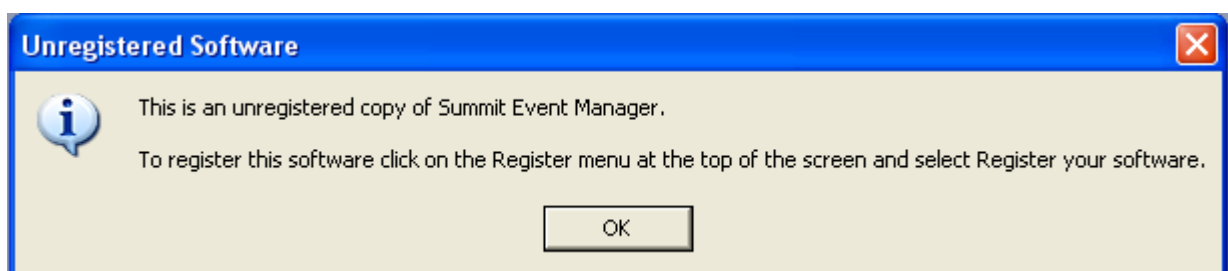 Unregistered Software
This is an unregistered copy of Summit Event Manager.
To register this software click on the Register menu at the top of the screen and select Register your software.
OK